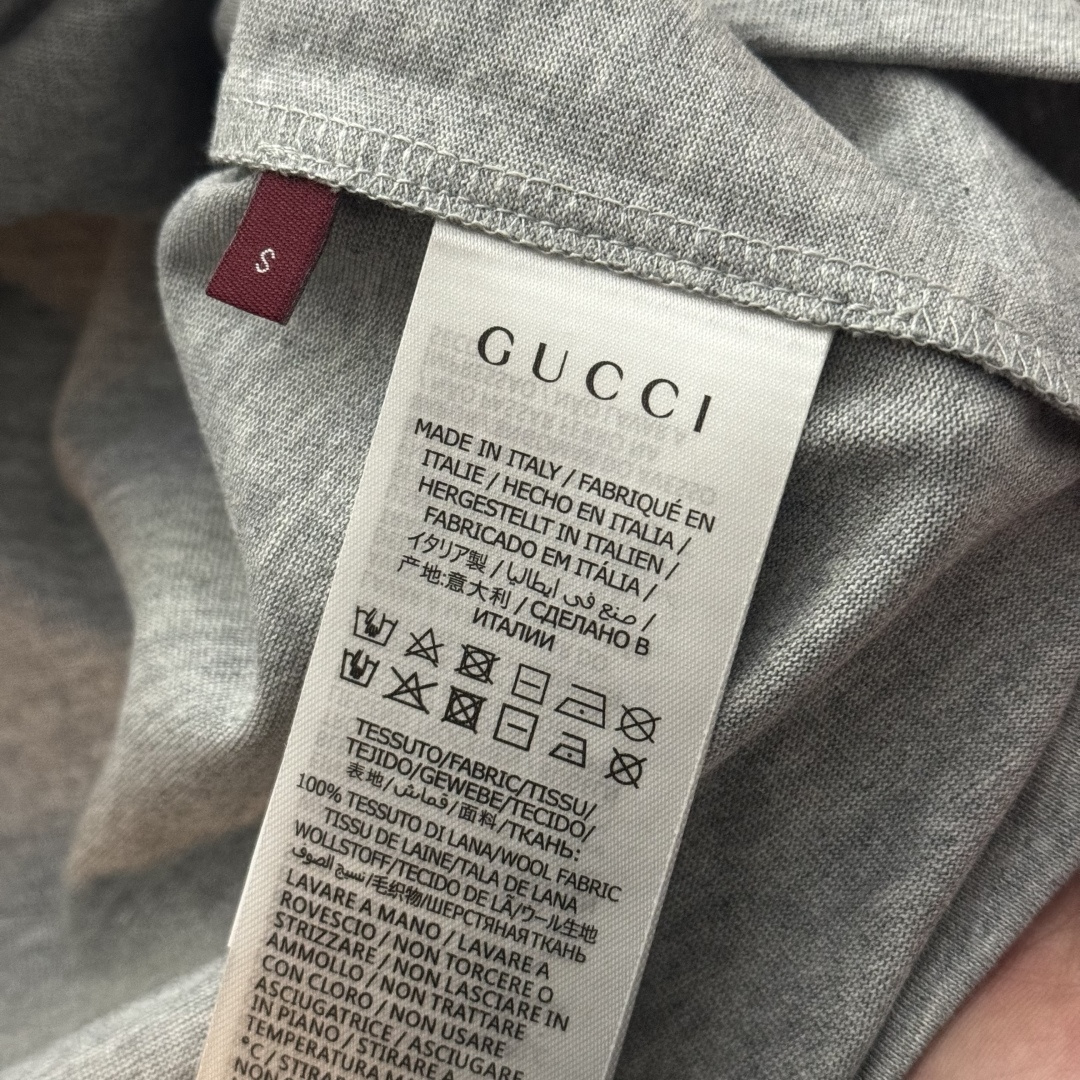 S
GUCCI
MADE IN ITALY / FABRIQUÉ EN
ITALIE / HECHO EN ITALIA /
HERGESTELLT IN ITALIEN /
FABRICADO EM ITÁLIA /
イタリア製 / صنع في إيطاليا /
产地:意大利 / СДЕЛАНО В
ИТАЛИИ
TESSUTO/FABRIC/TISSU/
TEJIDO/GEWEBE/TECIDO/
表地/قماش/面料/ТКАНЬ:
100% TESSUTO DI LANA/WOOL FABRIC
TISSU DE LAINE/TALA DE LANA
WOLLSTOFF/TECIDO DE LÃ/ウール生地
نسيج الصوف/毛织物/ШЕРСТЯНАЯ ТКАНЬ
LAVARE A MANO / LAVARE A
ROVESCIO / NON TORCERE O
STRIZZARE / NON LASCIARE IN
AMMOLLO / NON TRATTARE
CON CLORO / NON USARE
ASCIUGATRICE / ASCIUGARE
IN PIANO / STIRARE A
TEMPERATURA
°C / STIRAR
NON